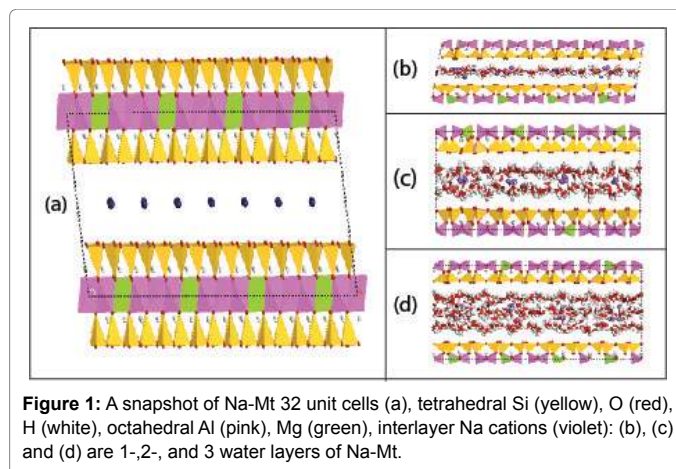 (a)
(b)
(c)
(d)
Figure 1: A snapshot of Na-Mt 32 unit cells (a), tetrahedral Si (yellow), O (red),
H (white), octahedral Al (pink), Mg (green), interlayer Na cations (violet): (b), (c)
and (d) are 1-,2-, and 3 water layers of Na-Mt.